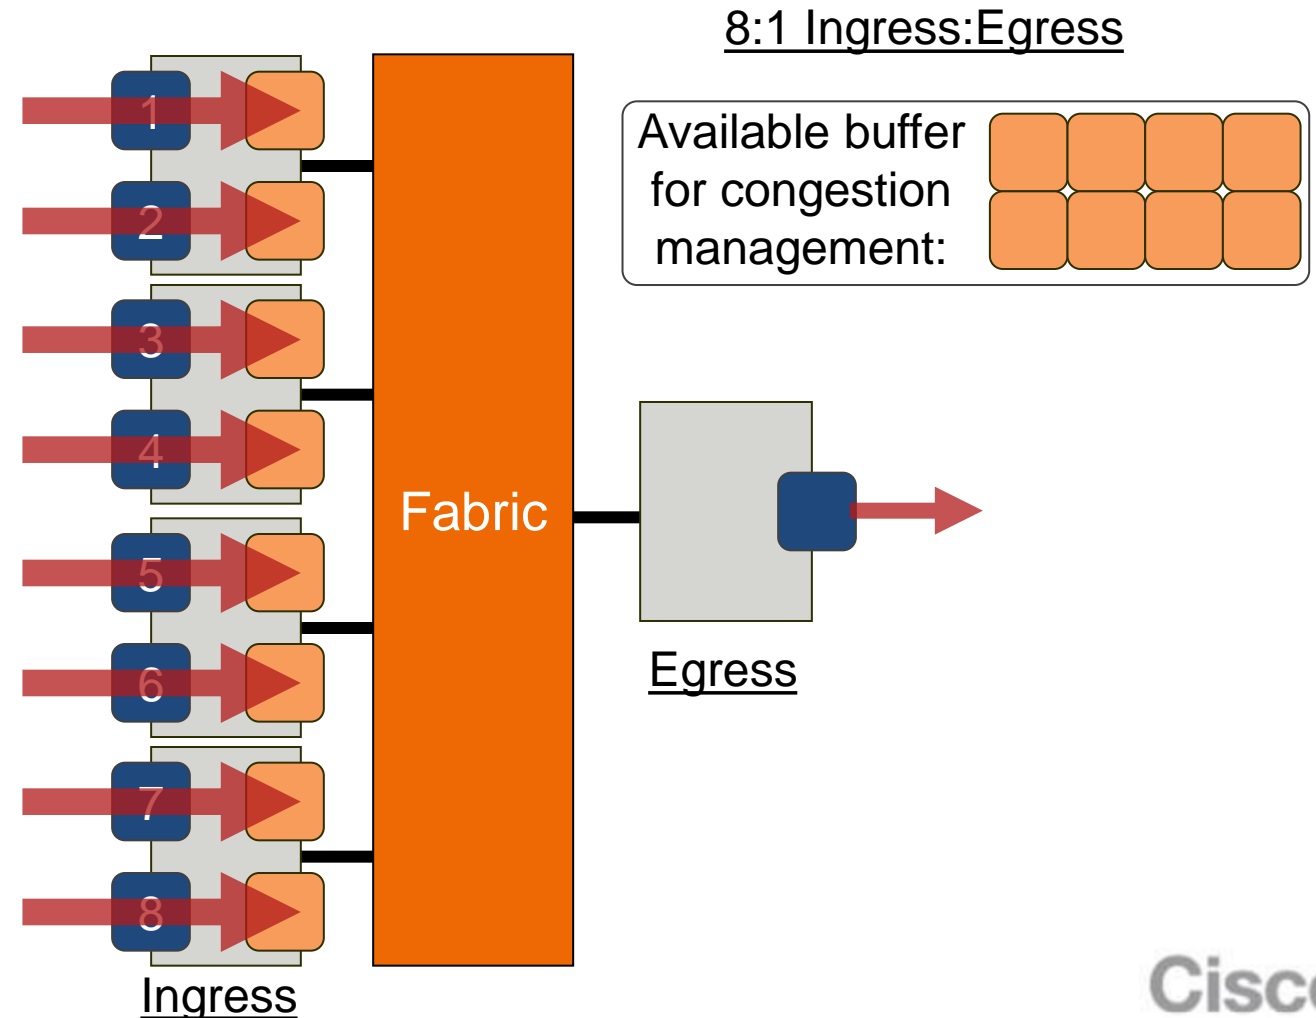 8:1 Ingress:Egress
Available buffer
for congestion
management:
1
2
3
4
5
6
7
8
Fabric
Egress
Ingress